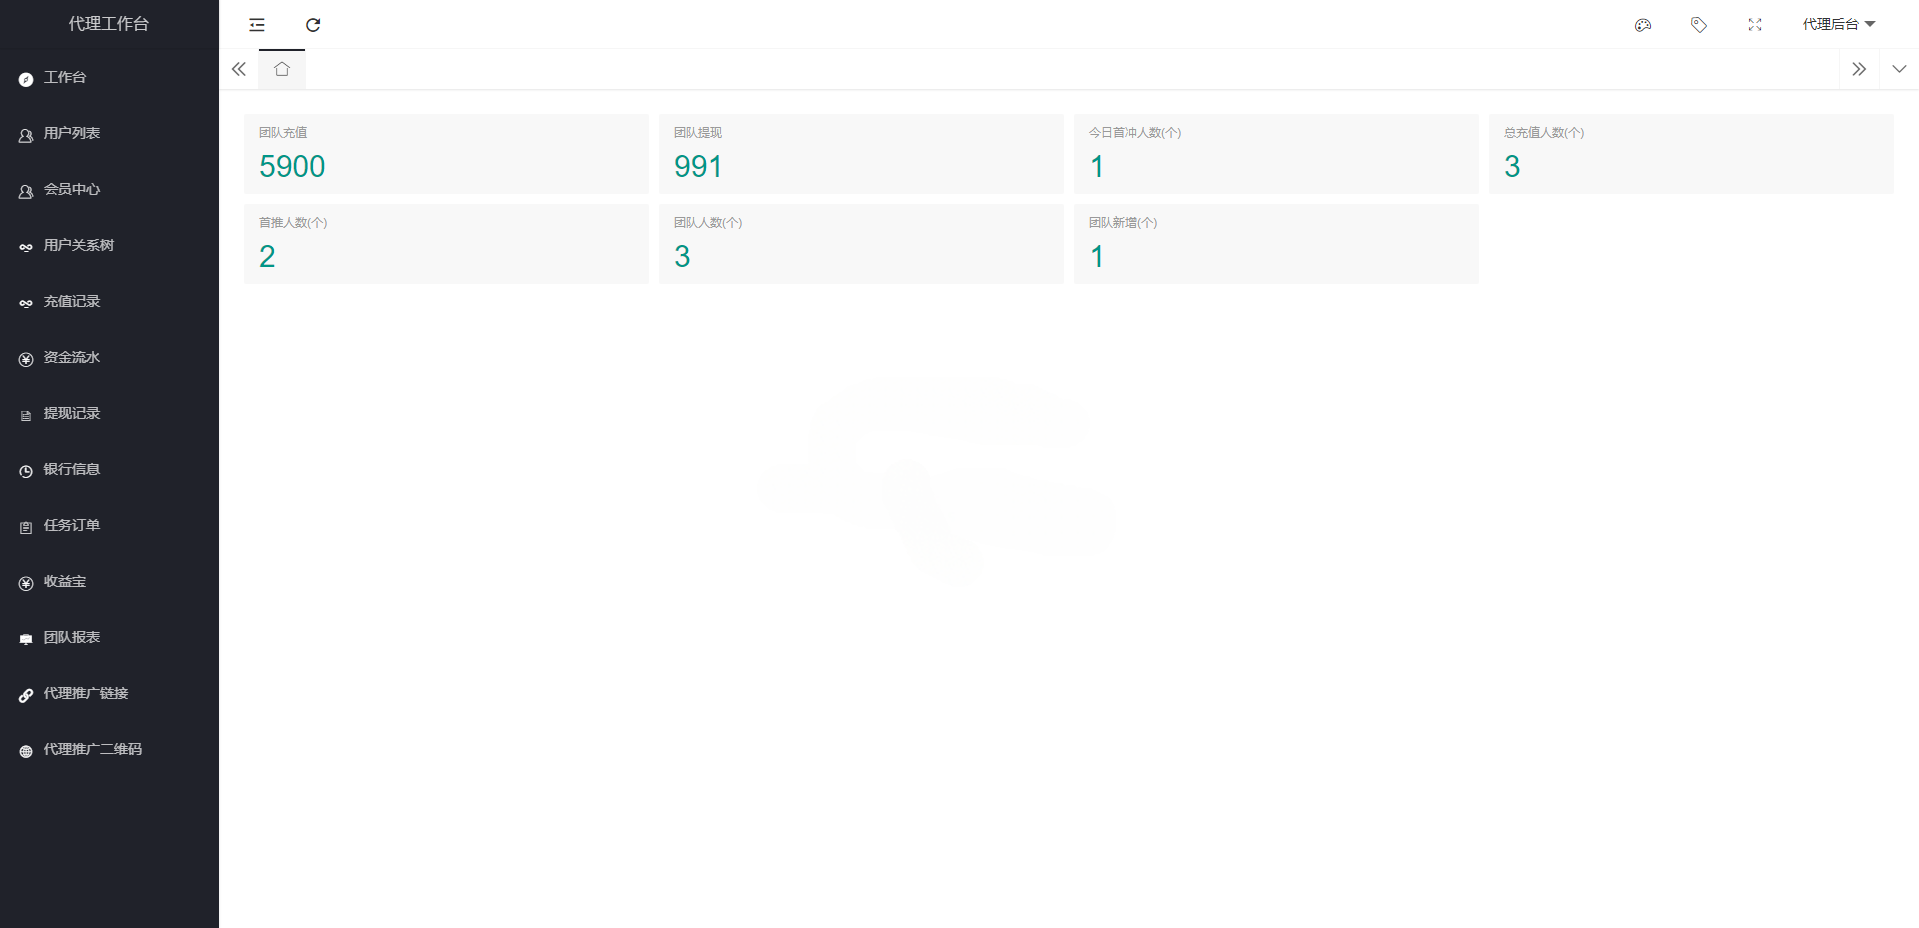 代理工作台
代理后台
工作台
用户列表
会员中心
用户关系树
充值记录
资金流水
提现记录
银行信息
任务订单
收益宝
团队报表
代理推广链接
代理推广二维码
团队充值
5900
团队提现
991
今日首冲人数(个)
1
总充值人数(个)
3
首推人数(个)
2
团队人数(个)
3
团队新增(个)
1